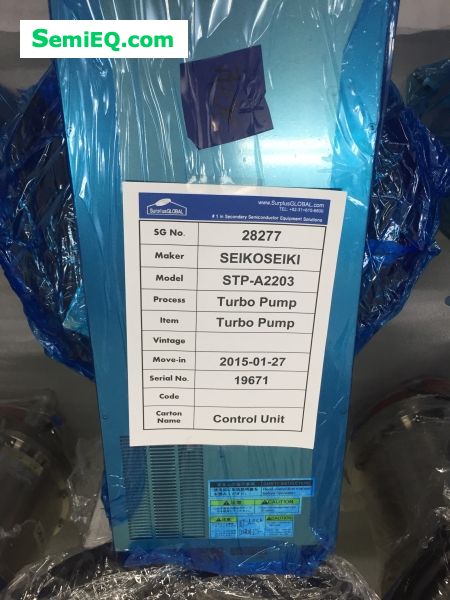 SemiEQ.com
SurplusGLOBAL
www.SurplusGLOBAL.com
# 1 in Secondary Semiconductor Equipment Solutions
SG No. 28277
Maker SEIKOSEIKI
Model STP-A2203
Process Turbo Pump
Item Turbo Pump
Vintage
Move-in 2015-01-27
Serial No. 19671
Code
Carton Name Control Unit
CAUTION
CAUTION